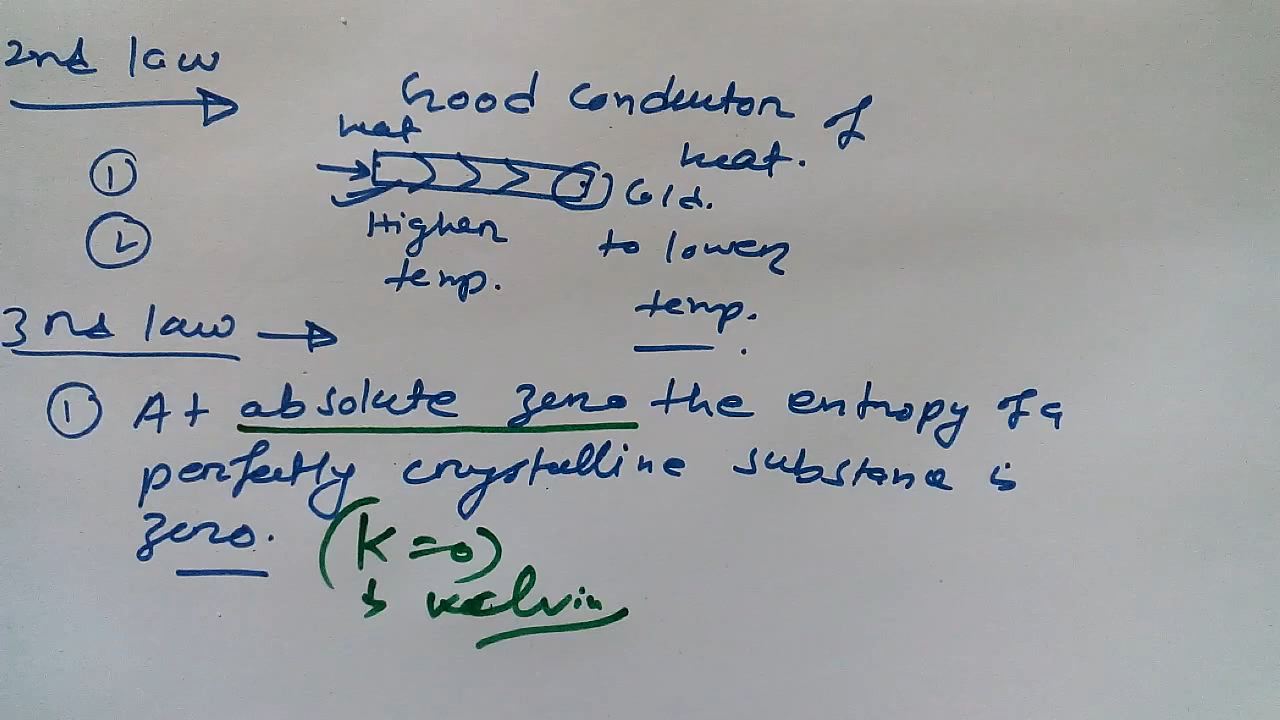 2nd law
Good conductor of
heat.
heat
①
Cold.
②
Higher
temp.
to lower
temp.
3nd law →
① At absolute zero the entropy of a
perfectly crystalline substance is
zero. (K=0)
↓ kelvin